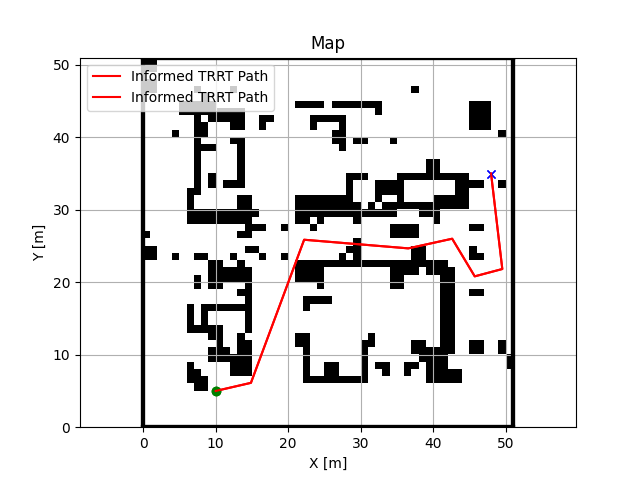 Map
Informed TRRT Path
Informed TRRT Path
50
40
30
20
10
0
Y [m]
0 10 20 30 40 50
X [m]